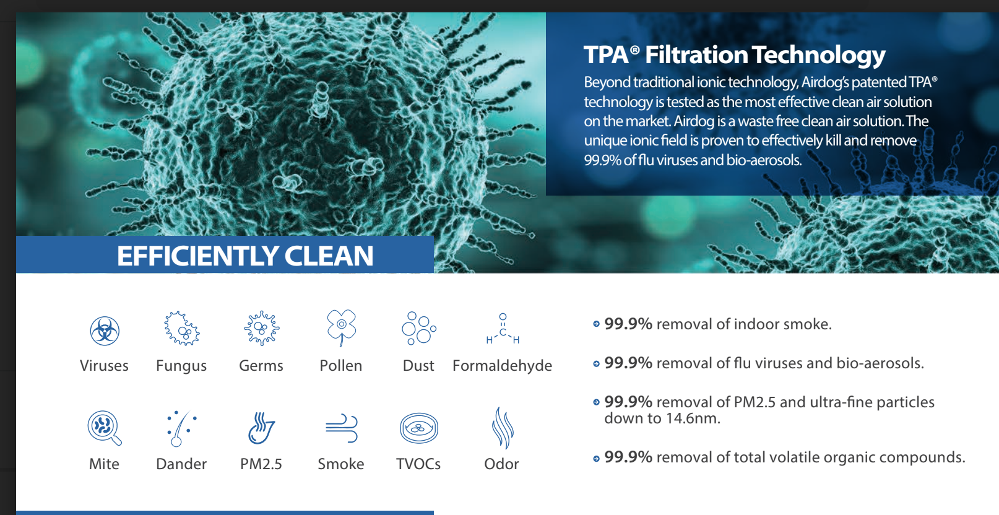 TPA® Filtration Technology
Beyond traditional ionic technology, Airdog's patented TPA®
technology is tested as the most effective clean air solution
on the market. Airdog is a waste free clean air solution. The
unique ionic field is proven to effectively kill and remove
99.9% of flu viruses and bio-aerosols.
EFFICIENTLY CLEAN
Viruses Fungus Germs Pollen Dust Formaldehyde
O
C
H H
Mite Dander PM2.5 Smoke TVOCs Odor
99.9% removal of indoor smoke.
99.9% removal of flu viruses and bio-aerosols.
99.9% removal of PM2.5 and ultra-fine particles
down to 14.6nm.
99.9% removal of total volatile organic compounds.